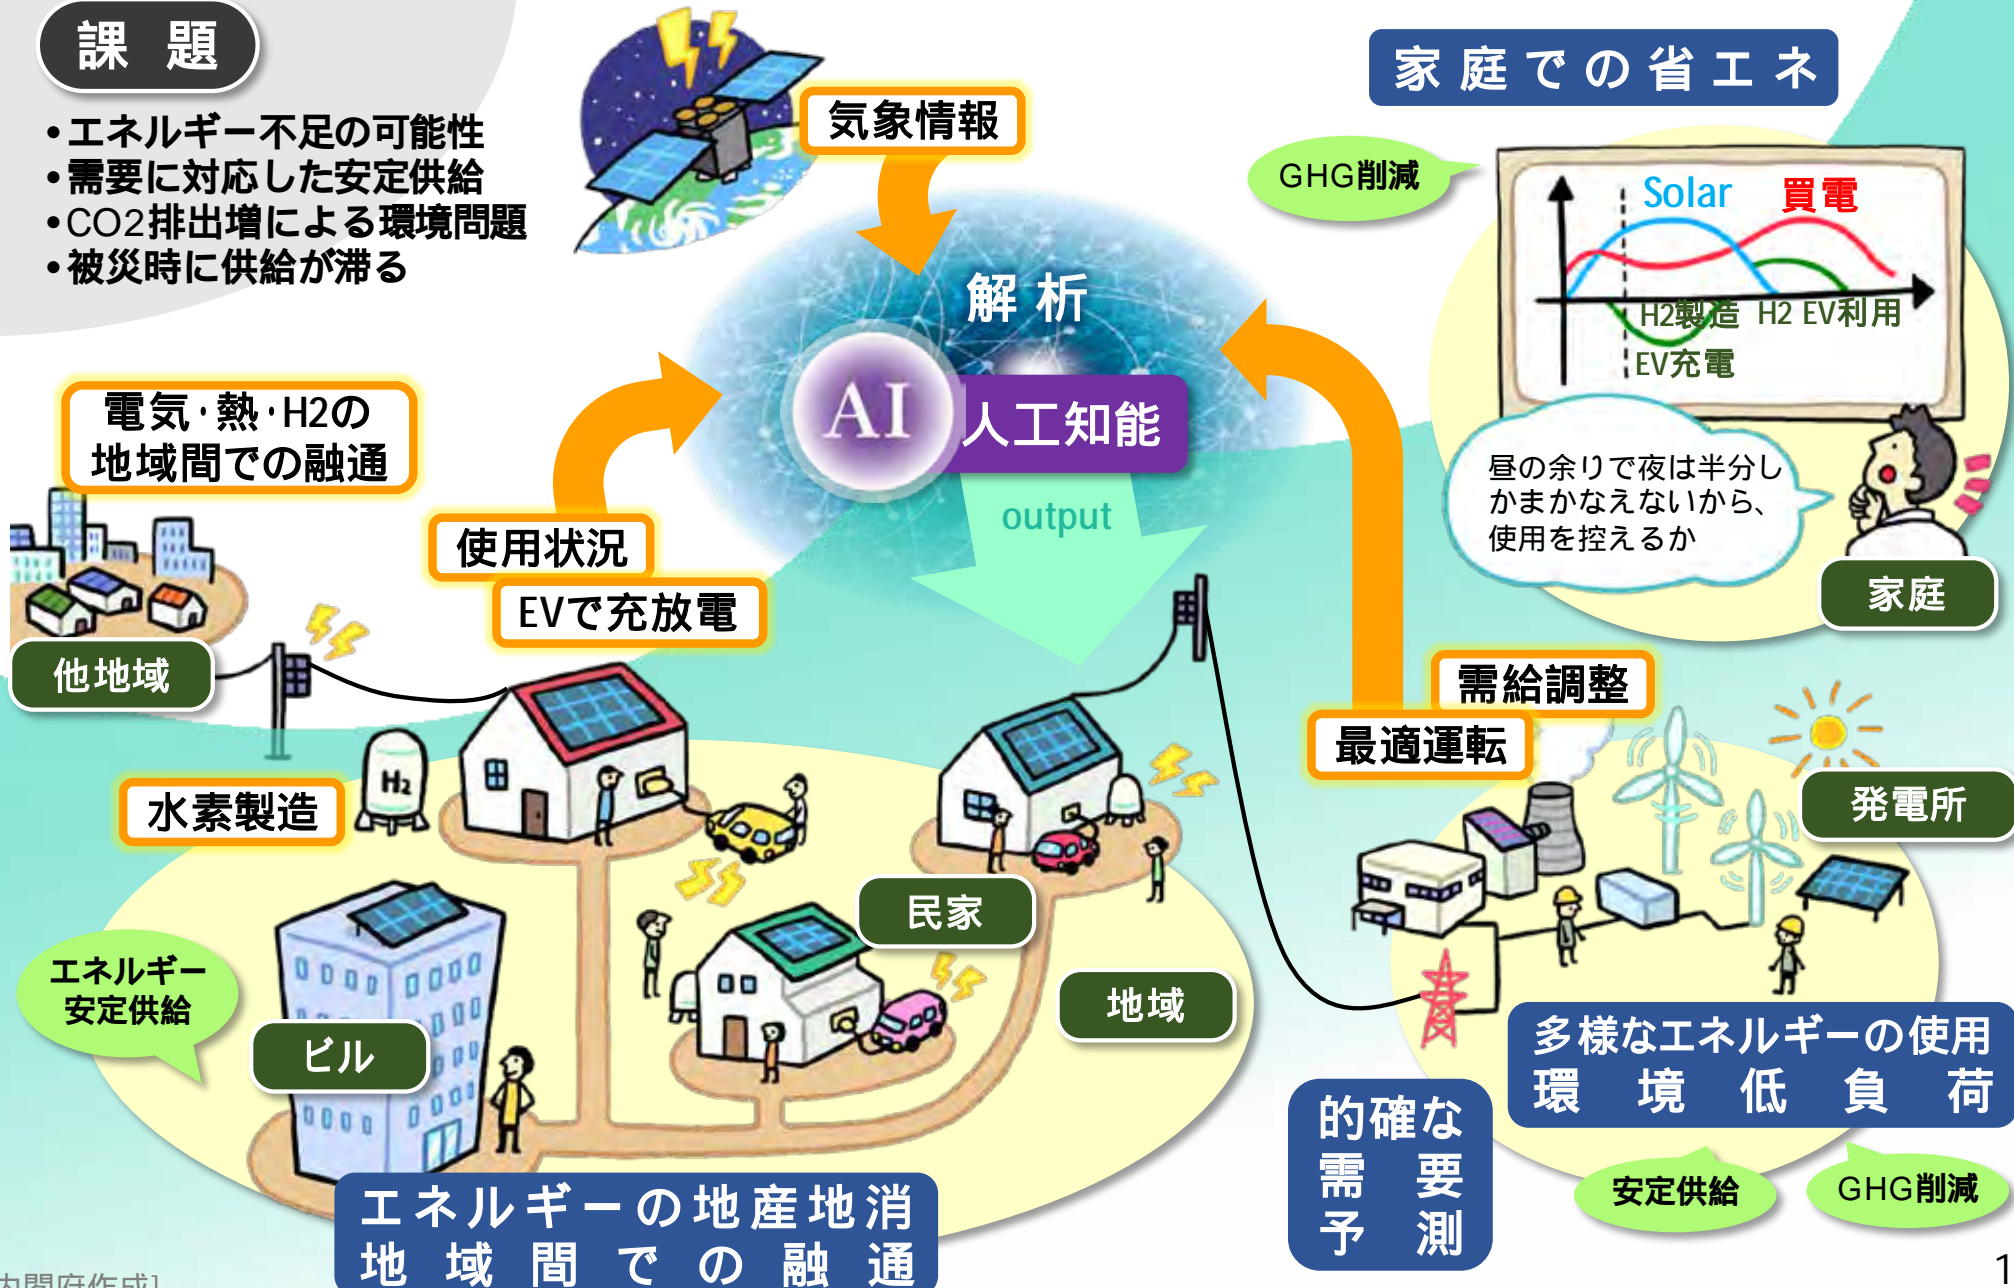 課題
•エネルギー不足の可能性
•需要に対応した安定供給
•CO2排出増による環境問題
•被災時に供給が滞る
気象情報
家庭での省エネ
GHG削減
Solar 買電
H2製造 H2 EV利用
EV充電
昼の余りで夜は半分し
かまかなえないから、
使用を控えるか
家庭
解析
AI 人工知能
output
電気・熱・H2の
地域間での融通
使用状況
EVで充放電
他地域
需給調整
最適運転
発電所
水素製造
H2
民家
地域
エネルギー
安定供給
ビル
多様なエネルギーの使用
環境低負荷
的確な
需要
予測
安定供給
GHG削減
エネルギーの地産地消
地域間での融通
内閣府作成]
1